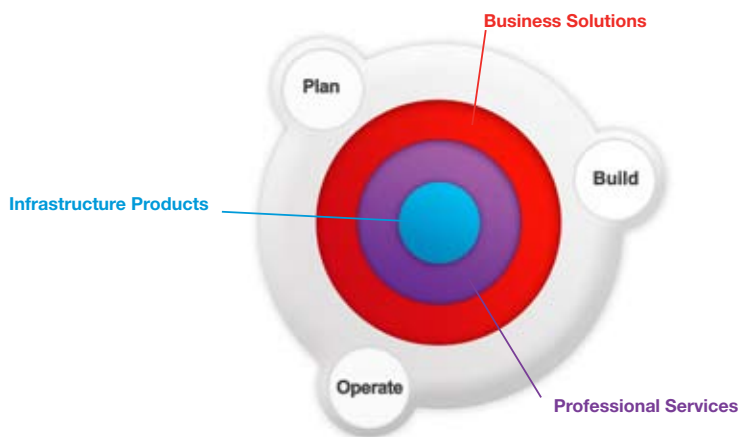 Business Solutions
Plan
Build
Infrastructure Products
Operate
Professional Services